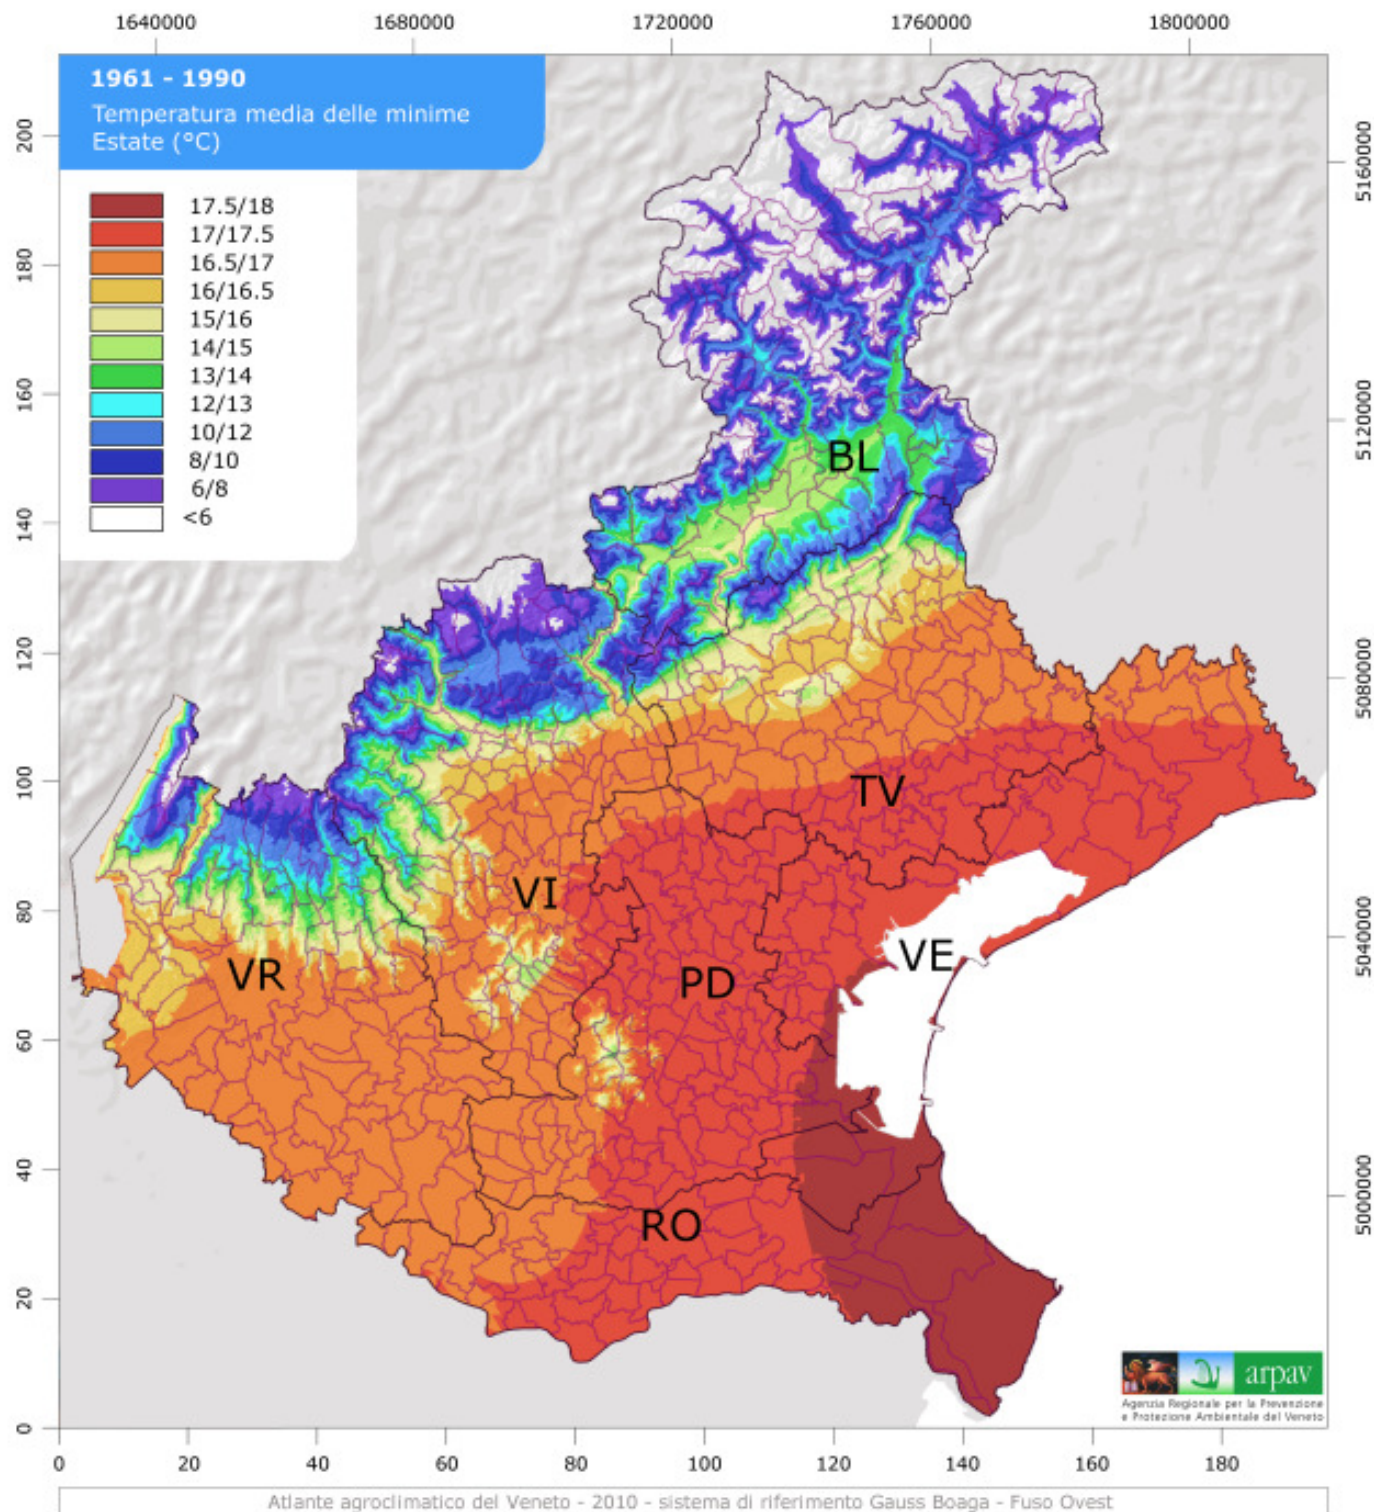 1640000 1680000 1720000 1760000 1800000
1961 - 1990
Temperatura media delle minime
Estate (°C)
17.5/18
17/17.5
16.5/17
16/16.5
15/16
14/15
13/14
12/13
10/12
8/10
6/8
<6
200
180
160
140
120
100
80
60
40
20
0
5160000
5120000
5080000
5040000
5000000
BL
TV
VI
VE
VR
PD
RO
arpav
Agenzia Regionale per la Prevenzione
e Protezione Ambientale del Veneto
0 20 40 60 80 100 120 140 160 180
Atlante agroclimatico del Veneto - 2010 - sistema di riferimento Gauss Boaga - Fuso Ovest